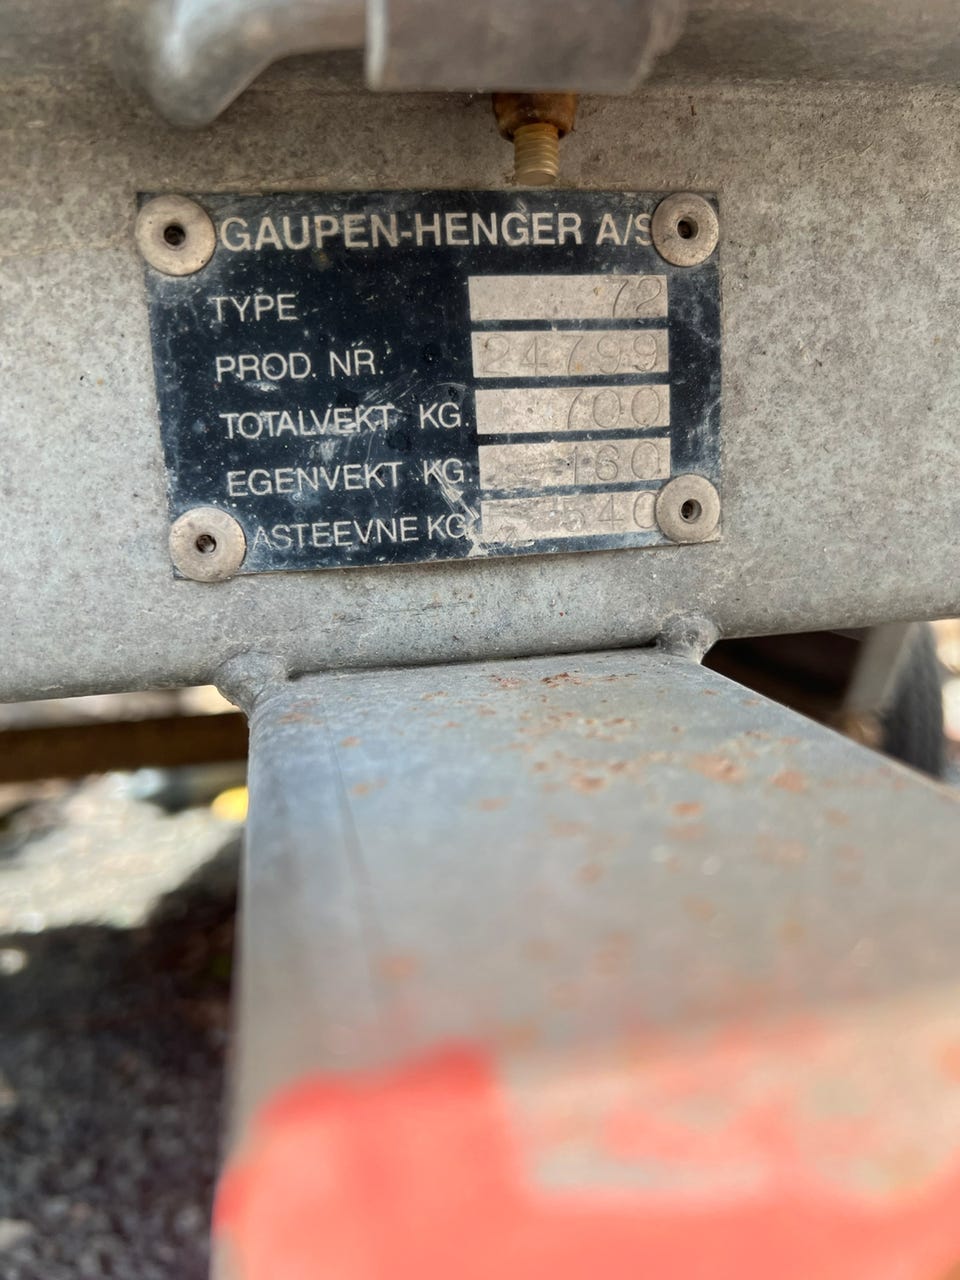 GAUPEN-HENGER A/S
TYPE 72
PROD. NR. 24799
TOTALVEKT KG. 700
EGENVEKT KG. 160
ASTEEVNE KG. 540